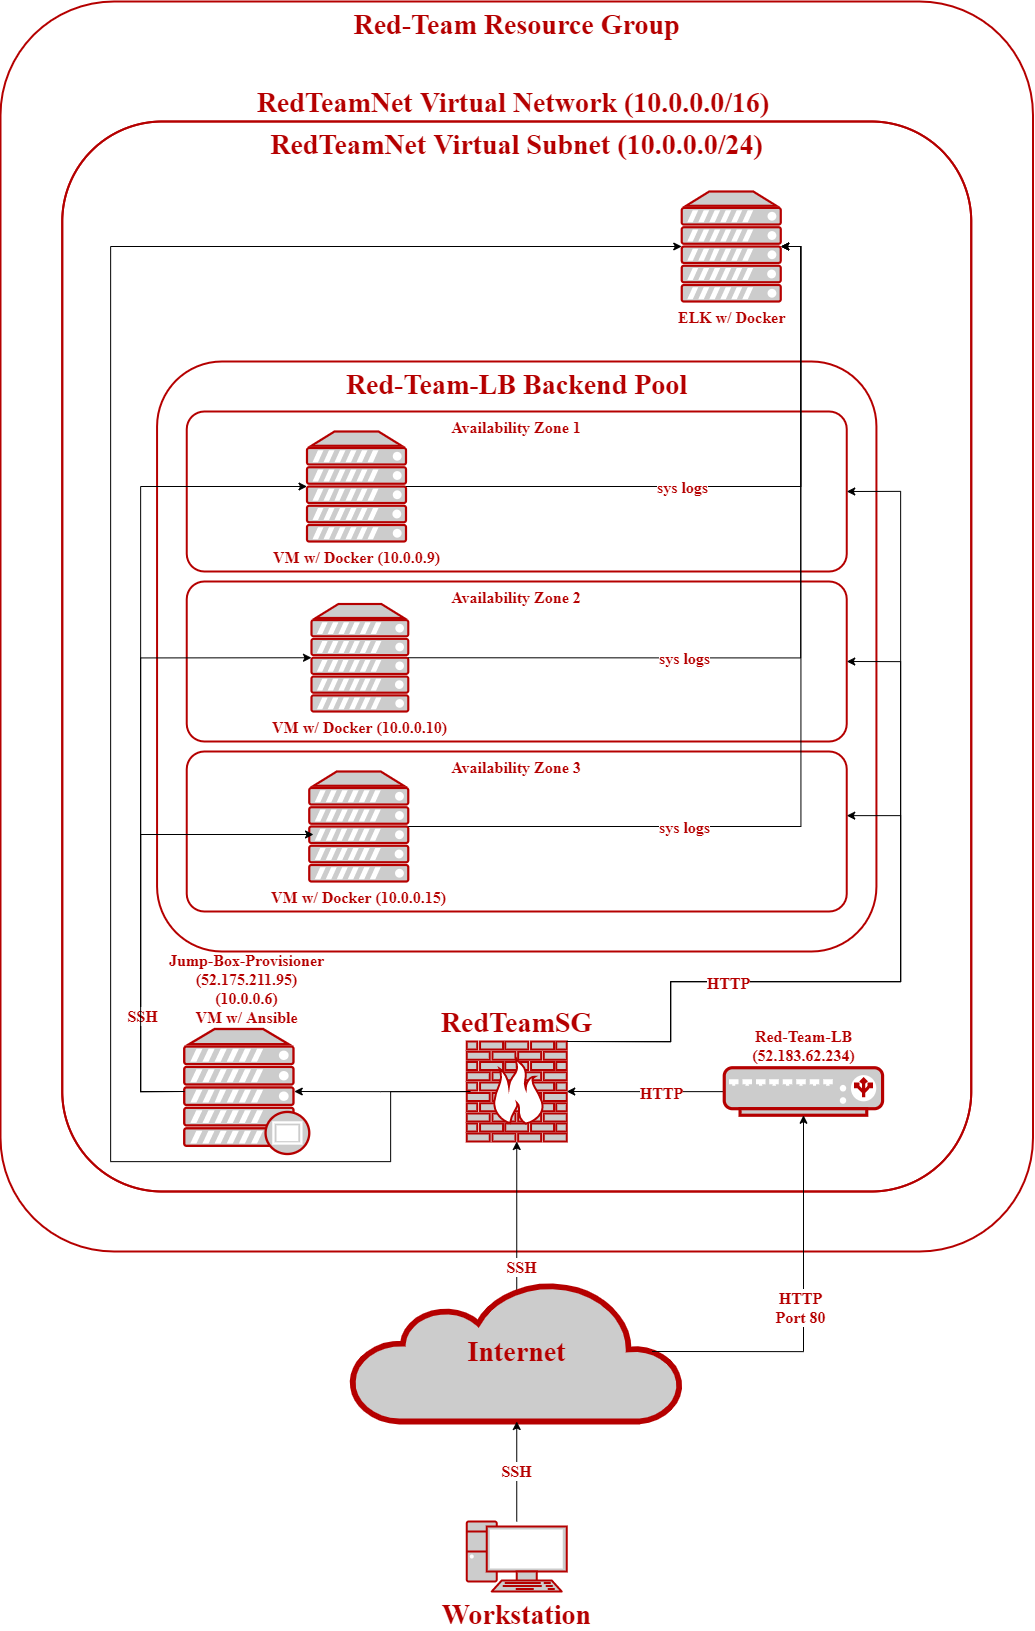 Red-Team Resource Group
RedTeamNet Virtual Network (10.0.0.0/16)
RedTeamNet Virtual Subnet (10.0.0.0/24)
ELK w/ Docker
Red-Team-LB Backend Pool
Availability Zone 1
sys logs
VM w/ Docker (10.0.0.9)
Availability Zone 2
sys logs
VM w/ Docker (10.0.0.10)
Availability Zone 3
sys logs
VM w/ Docker (10.0.0.15)
Jump-Box-Provisioner
(52.175.211.95)
(10.0.0.6)
VM w/ Ansible
SSH
HTTP
RedTeamSG
Red-Team-LB
(52.183.62.234)
HTTP
SSH
HTTP
Port 80
Internet
SSH
Workstation